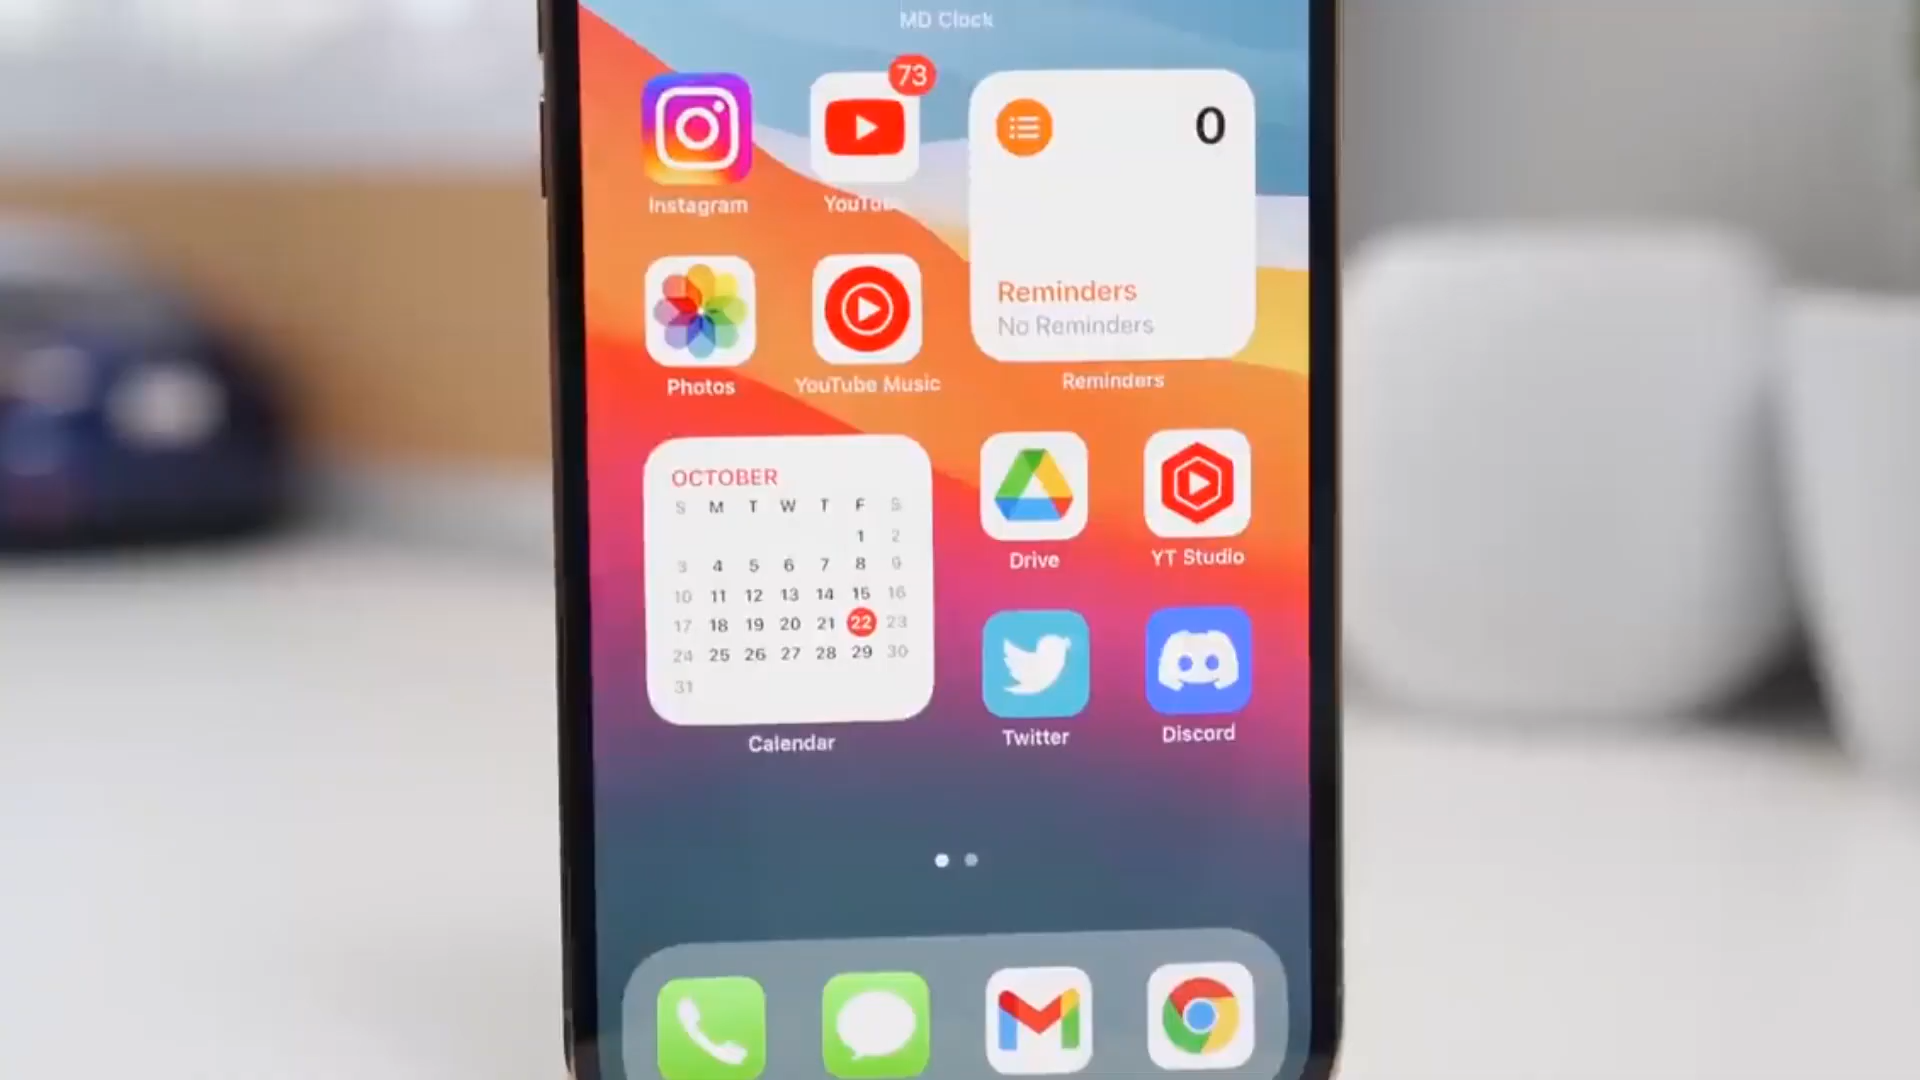 MD Clock
73
0
Instagram
YouTube
Reminders
No Reminders
Photos
YouTube Music
Reminders
OCTOBER
S M T W T F S
1 2
3 4 5 6 7 8 9
10 11 12 13 14 15 16
17 18 19 20 21 22 23
24 25 26 27 28 29 30
31
Drive
YT Studio
Calendar
Twitter
Discord